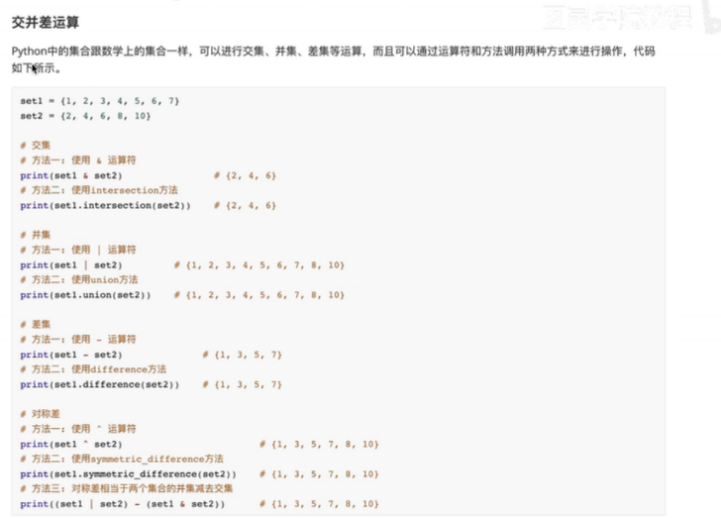 交并差运算
Python中的集合跟数学上的集合一样，可以进行交集、并集、差集等运算，而且可以通过运算符和方法调用两种方式来进行操作，代码
如下所示。
set1 = {1, 2, 3, 4, 5, 6, 7}
set2 = {2, 4, 6, 8, 10}
# 交集
# 方法一: 使用 & 运算符
print(set1 & set2)                # {2, 4, 6}
# 方法二: 使用intersection方法
print(set1.intersection(set2))    # {2, 4, 6}
# 并集
# 方法一: 使用 | 运算符
print(set1 | set2)         # {1, 2, 3, 4, 5, 6, 7, 8, 10}
# 方法二: 使用union方法
print(set1.union(set2))    # {1, 2, 3, 4, 5, 6, 7, 8, 10}
# 差集
# 方法一: 使用 - 运算符
print(set1 - set2)              # {1, 3, 5, 7}
# 方法二: 使用difference方法
print(set1.difference(set2))    # {1, 3, 5, 7}
# 对称差
# 方法一: 使用 ^ 运算符
print(set1 ^ set2)                        # {1, 3, 5, 7, 8, 10}
# 方法二: 使用symmetric_difference方法
print(set1.symmetric_difference(set2))    # {1, 3, 5, 7, 8, 10}
# 方法三: 对称差相当于两个集合的并集减去交集
print((set1 | set2) - (set1 & set2))      # {1, 3, 5, 7, 8, 10}